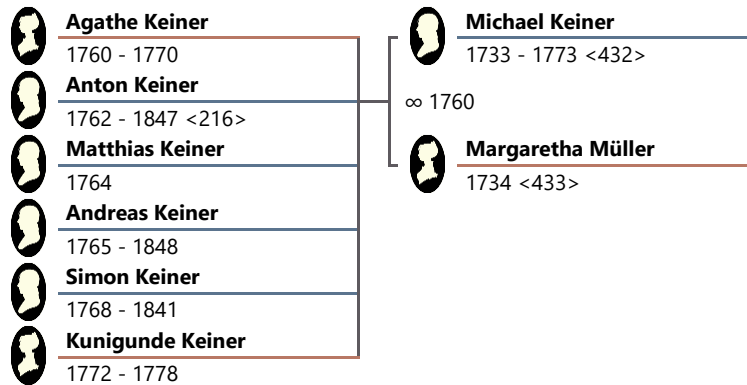 Agathe Keiner
1760 - 1770
Anton Keiner
1762 - 1847 <216>
Matthias Keiner
1764
Andreas Keiner
1765 - 1848
Simon Keiner
1768 - 1841
Kunigunde Keiner
1772 - 1778
Michael Keiner
1733 - 1773 <432>
∞ 1760
Margaretha Müller
1734 <433>